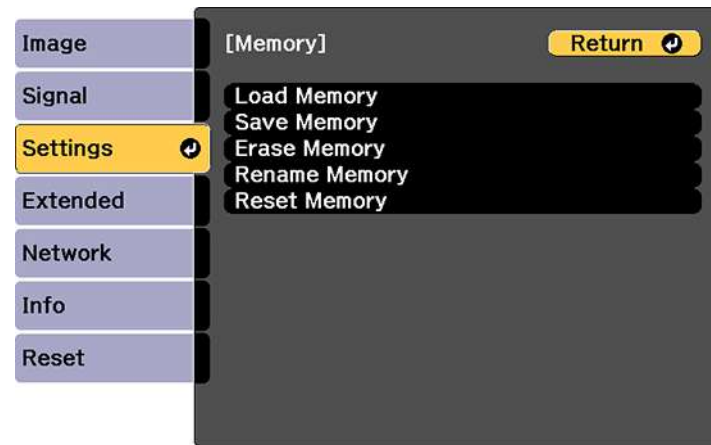 Image
Signal
Settings
Extended
Network
Info
Reset
[Memory]
Return
Load Memory
Save Memory
Erase Memory
Rename Memory
Reset Memory